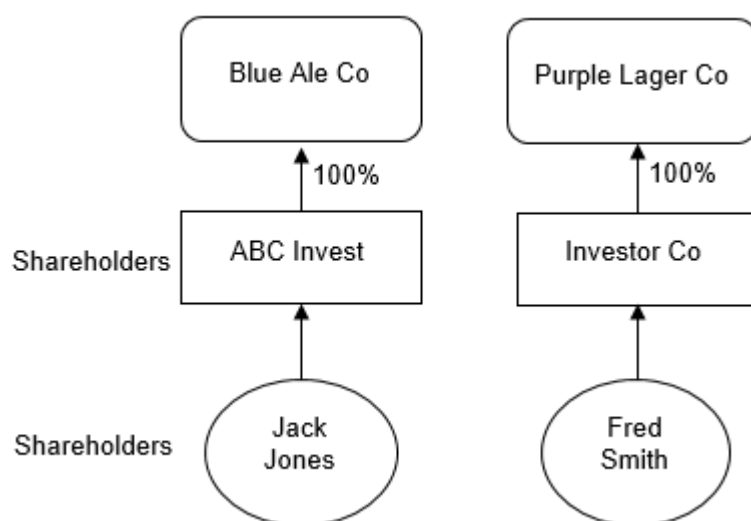 Blue Ale Co
Purple Lager Co
100%
100%
Shareholders
ABC Invest
Investor Co
Shareholders
Jack
Jones
Fred
Smith